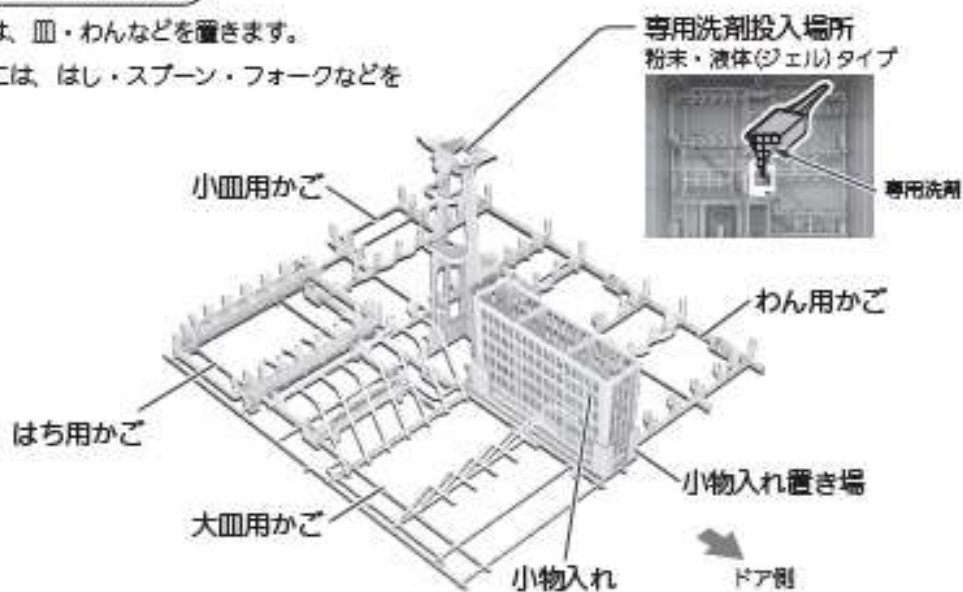 は、皿・わんなどを置きます。
には、はし・スプーン・フォークなどを
専用洗剤投入場所
粉末・液体(ジェル)タイプ
専用洗剤
小皿用かご
わん用かご
はち用かご
小物入れ置き場
大皿用かご
小物入れ
ドア側